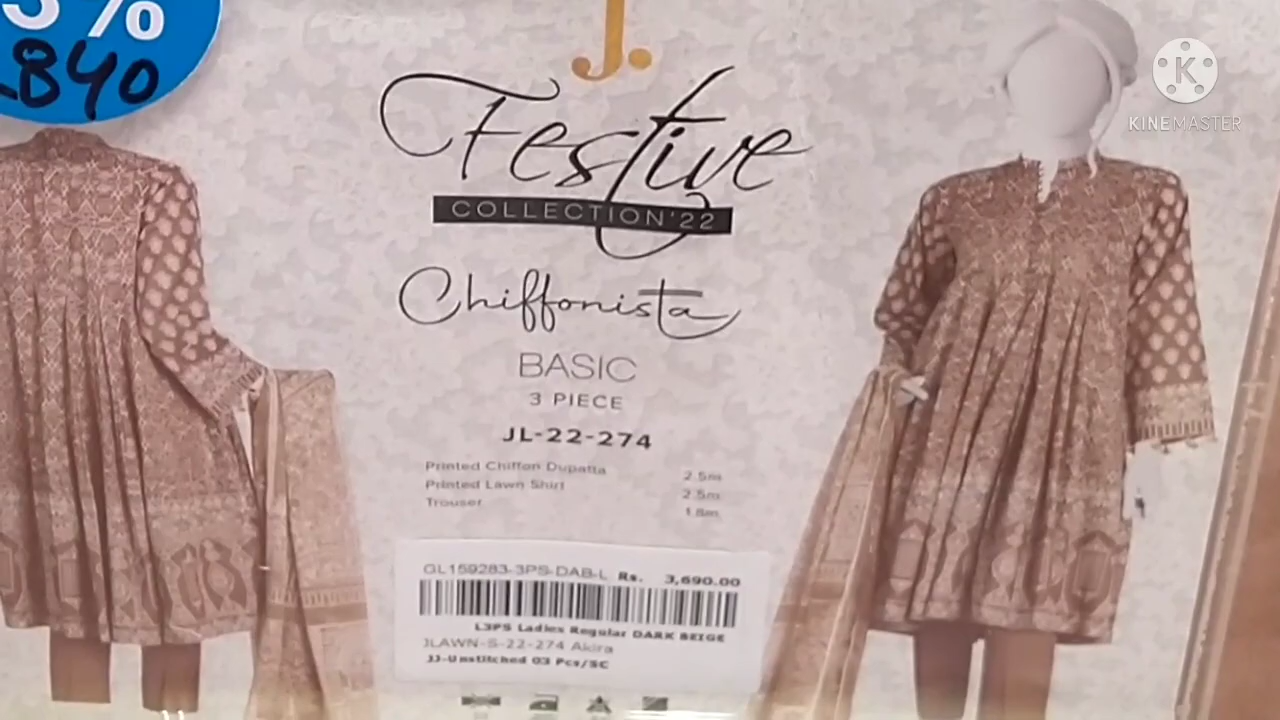 %
B40
J.
KINEMASTER
Festive
COLLECTION'22
Chiffonista
BASIC
3 PIECE
JL-22-274
Printed Chiffon Dupatta 2.5m
Printed Lawn Shirt 2.5m
Trouser 1.8m
GL159283-3PS-DAB-L Rs. 3,690.00
L3PS Ladies Regular DARK BEIGE
JLAWN-S-22-274 Akira
JJ-Unstitched 03 Pcs/SC